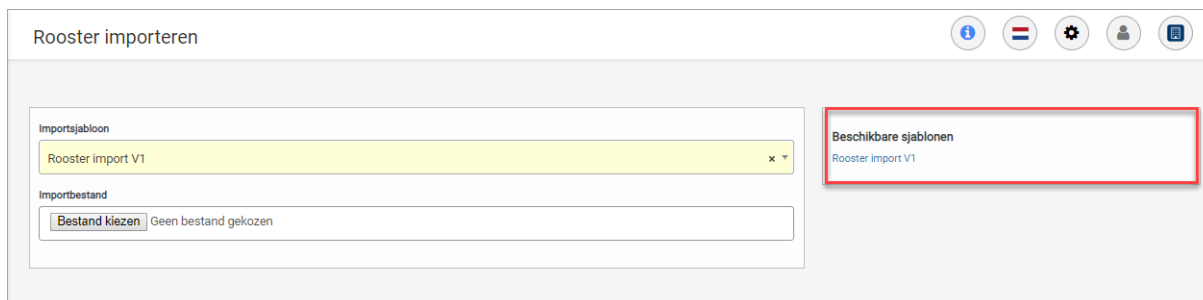 Rooster importeren
Importsjabloon
Rooster import V1
Importbestand
Bestand kiezen Geen bestand gekozen
Beschikbare sjablonen
Rooster import V1